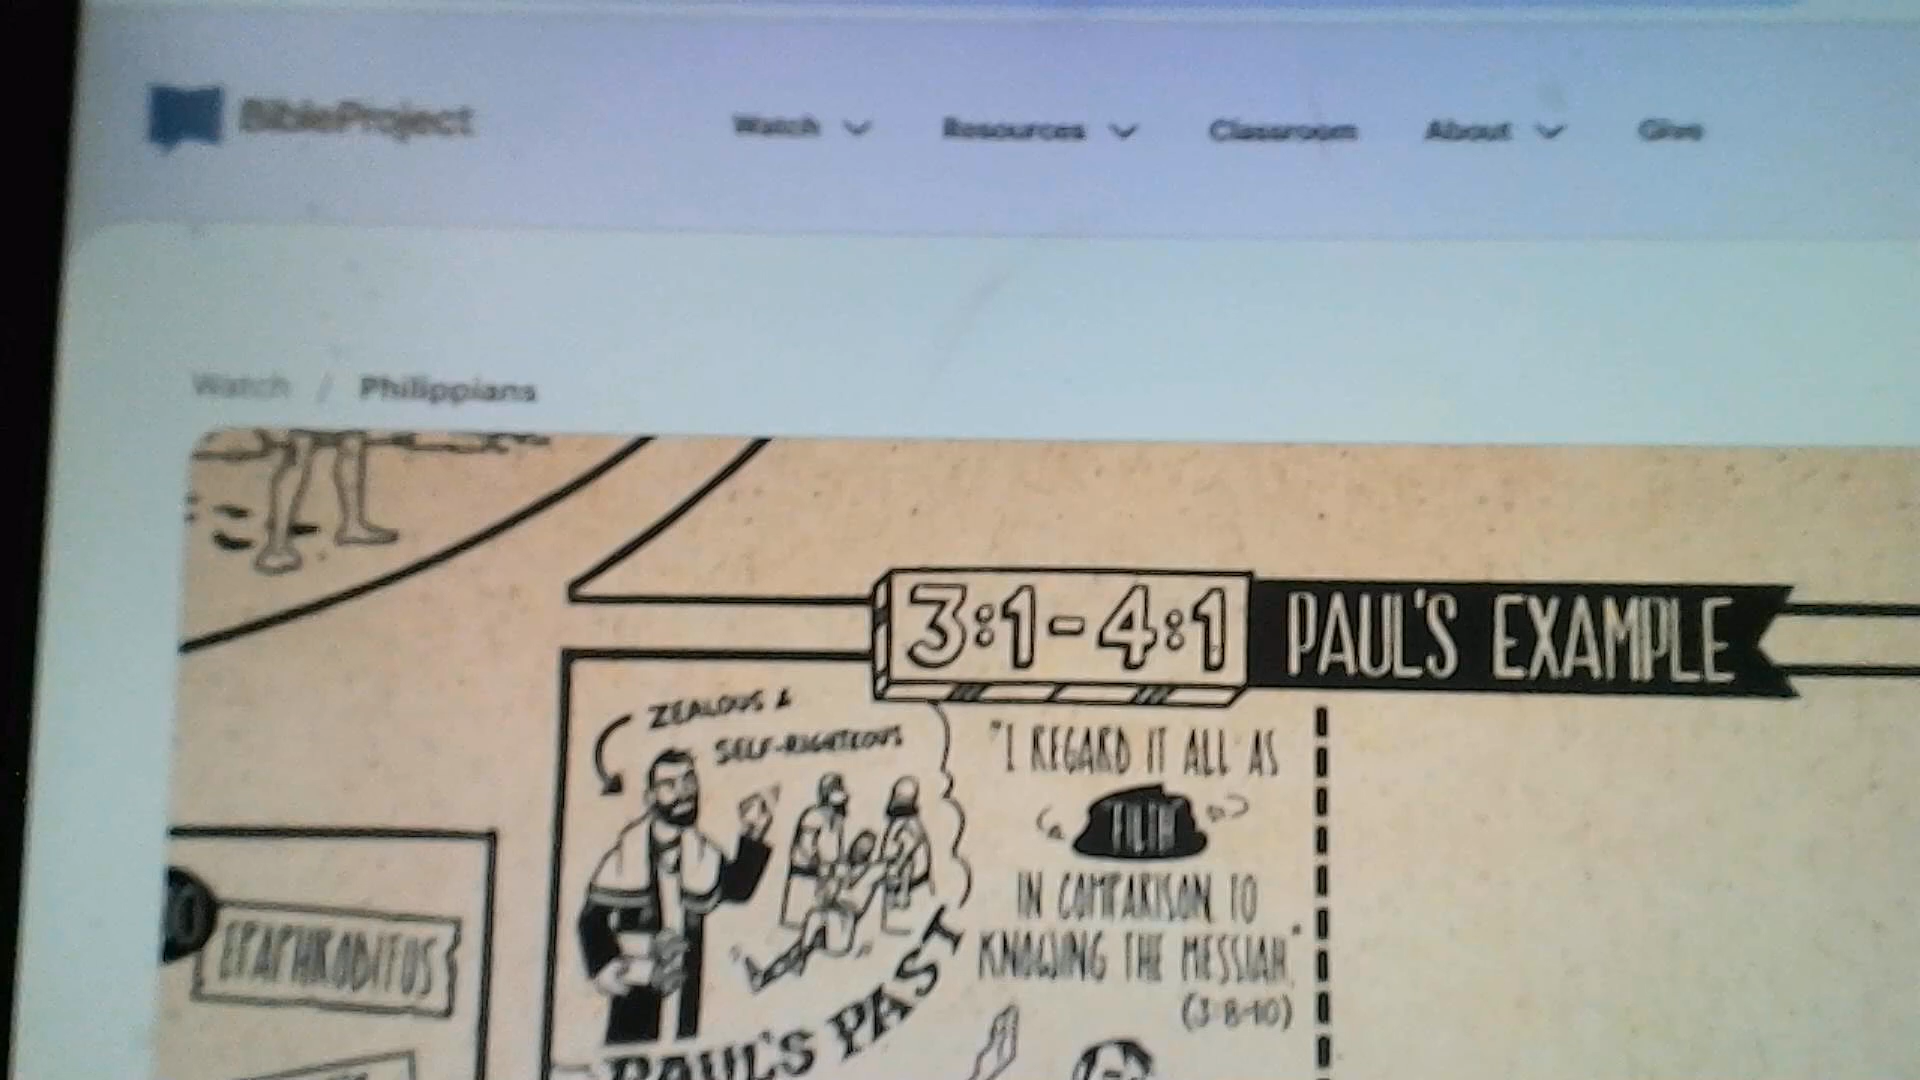 BibleProject
Watch Resources Classroom About Give
Watch / Philippians
3:1-4:1 PAUL'S EXAMPLE
ZEALOUS &
SELF-RIGHTEOUS
"I REGARD IT ALL AS
FILTH
IN COMPARISON TO
KNOWING THE MESSIAH."
(3:8-10)
EPAPHRODITUS
PAUL'S PAST